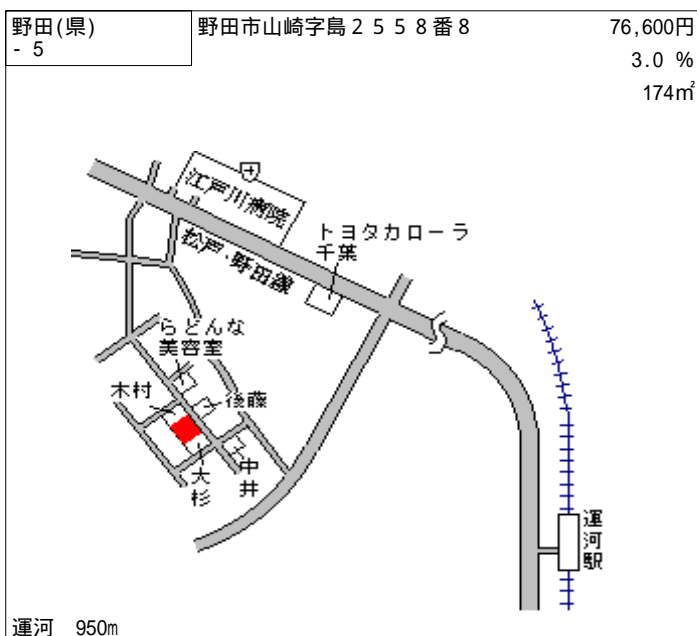 野田(県)
- 5
野田市山崎字島２５５８番８
76,600円
3.0 %
174㎡
江戸川病院
トヨタカローラ
千葉
松戸・野田線
らどんな
美容室
木村
後藤
大杉
中井
運河駅
運河 950m